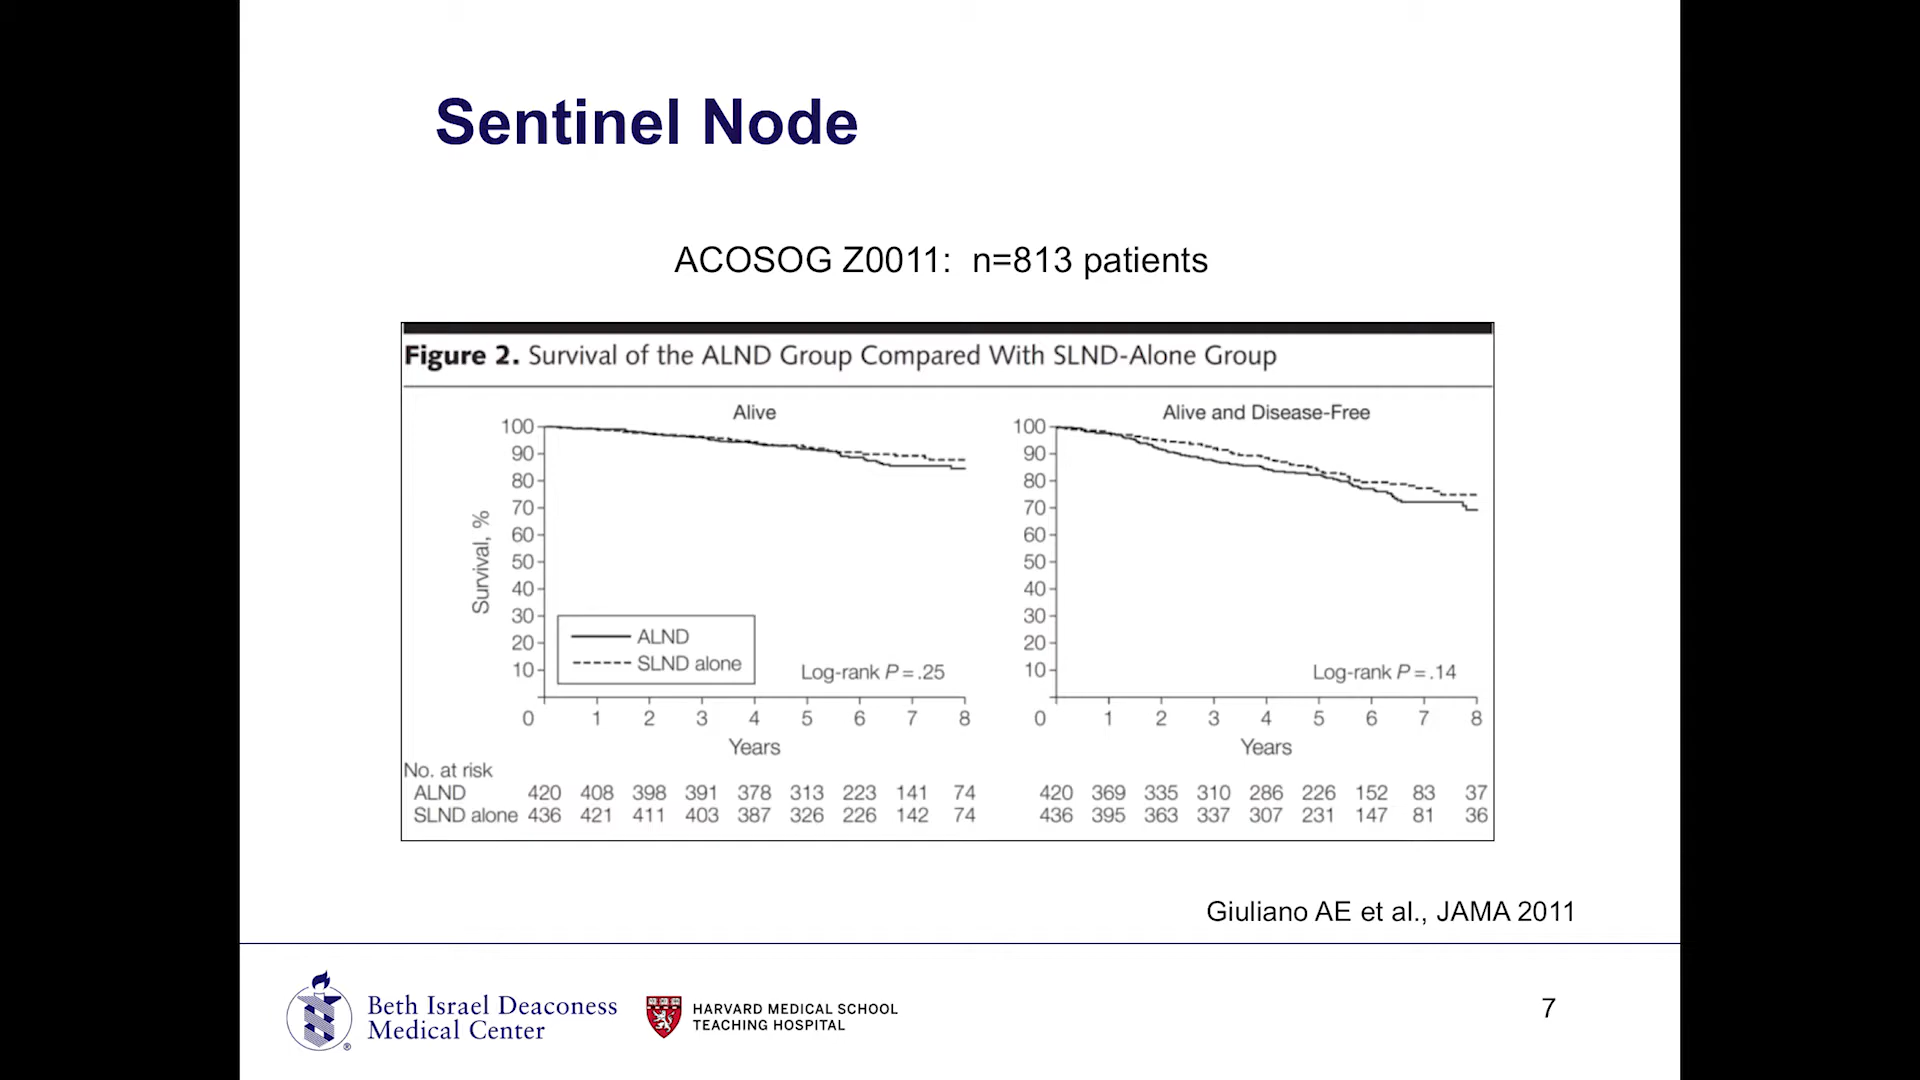 Sentinel Node
ACOSOG Z0011: n=813 patients
Figure 2. Survival of the ALND Group Compared With SLND-Alone Group
Alive
100
90
80
70
60
50
40
30
20
10
Survival, %
ALND
SLND alone
Log-rank P = .25
0 1 2 3 4 5 6 7 8
Years
Alive and Disease-Free
100
90
80
70
60
50
40
30
20
10
Log-rank P = .14
0 1 2 3 4 5 6 7 8
Years
No. at risk
ALND 420 408 398 391 378 313 223 141 74 420 369 335 310 286 226 152 83 37
SLND alone 436 421 411 403 387 326 226 142 74 436 395 363 337 307 231 147 81 36
Giuliano AE et al., JAMA 2011
Beth Israel Deaconess
Medical Center
®
HARVARD MEDICAL SCHOOL
TEACHING HOSPITAL
7